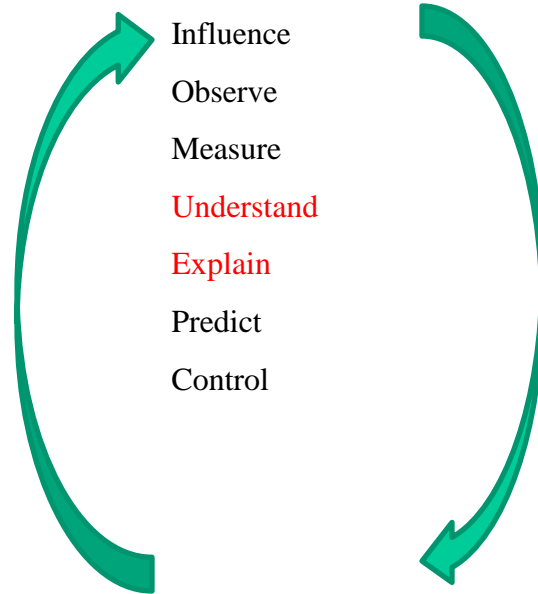 Influence
Observe
Measure
Understand
Explain
Predict
Control